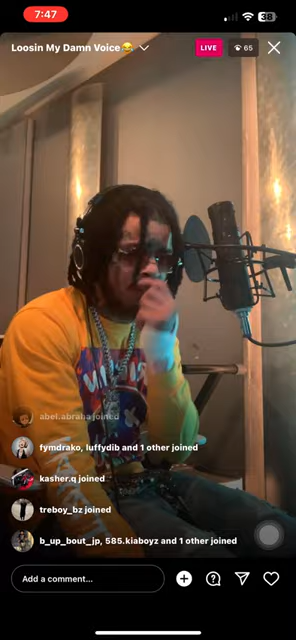 7:47
38
Loosin My Damn Voice😂
LIVE
65
abel.abraha joined
fymdrako, luffydib and 1 other joined
kasher.q joined
treboy_bz joined
b_up_bout_jp, 585.kiaboyz and 1 other joined
Add a comment...